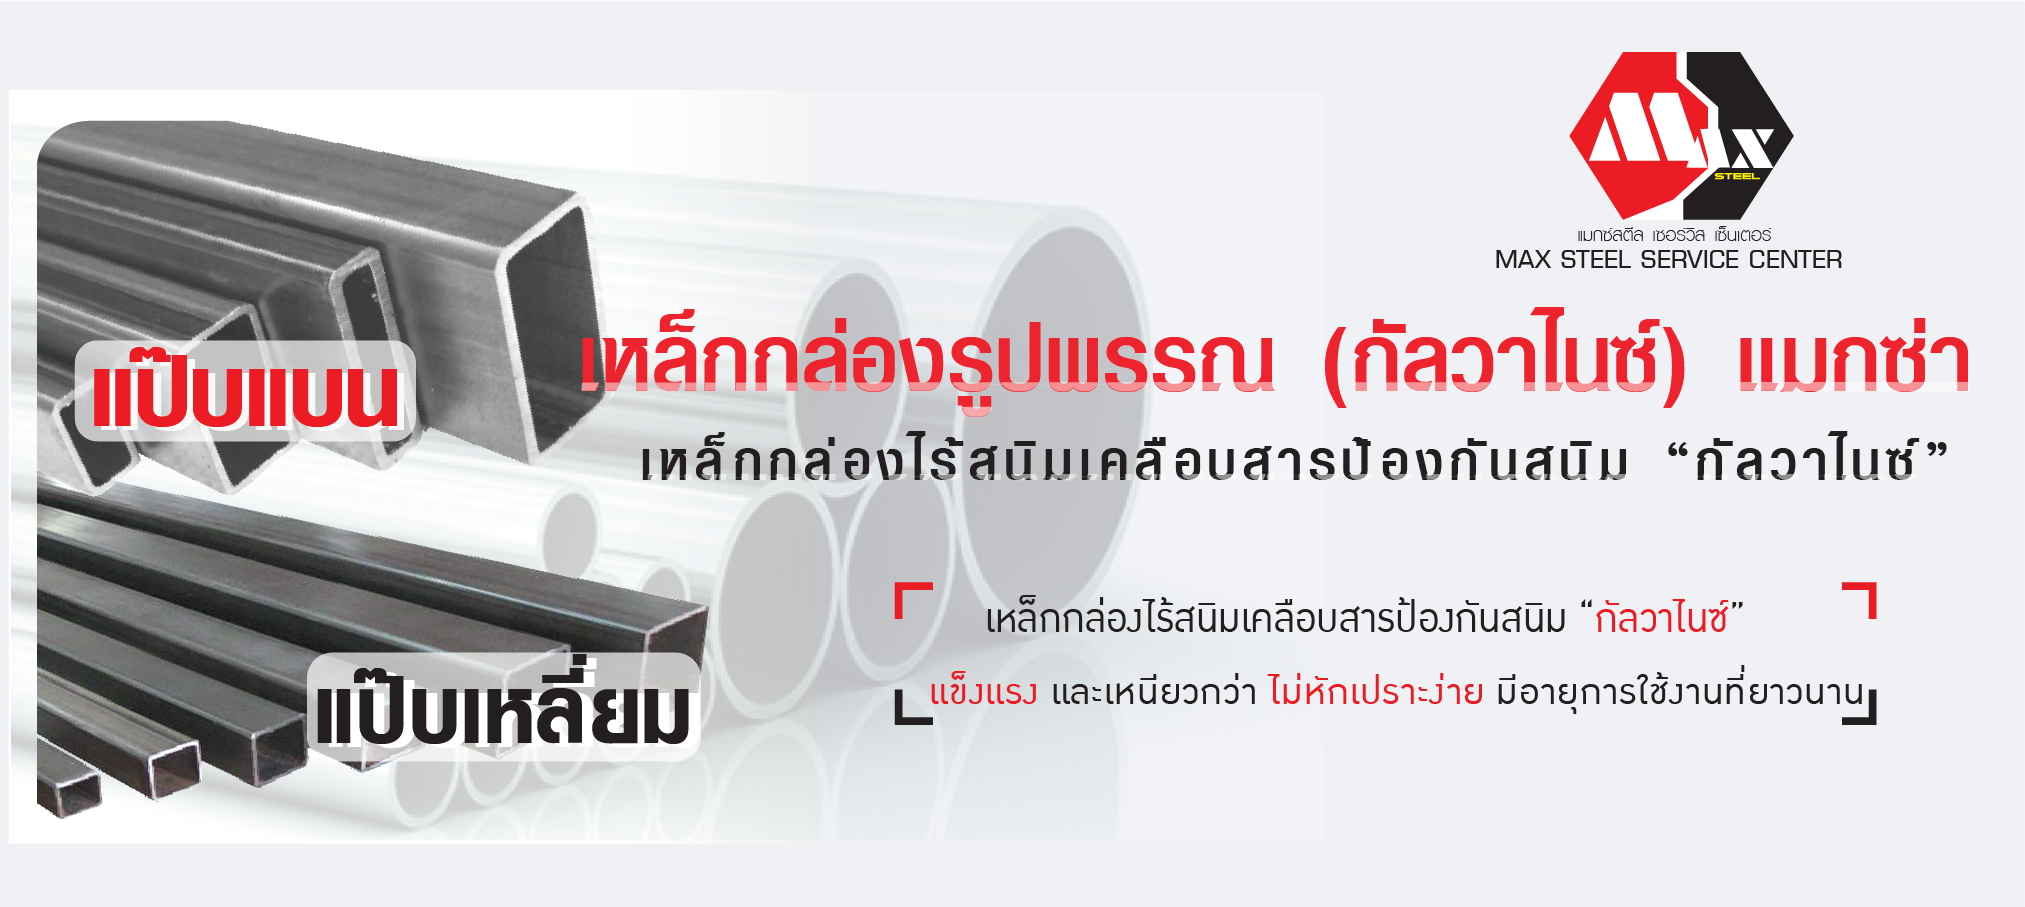 MAX
STEEL
แมกซ์สตีล เซอร์วิส เซ็นเตอร์
MAX STEEL SERVICE CENTER
เหล็กกล่องรูปพรรณ (กัลวาไนซ์) แมกซ่า
เหล็กกล่องไร้สนิมเคลือบสารป้องกันสนิม “กัลวาไนซ์”
แป๊บแบน
แป๊บเหลี่ยม
เหล็กกล่องไร้สนิมเคลือบสารป้องกันสนิม “กัลวาไนซ์”
แข็งแรง และเหนียวกว่า ไม่หักเปราะง่าย มีอายุการใช้งานที่ยาวนาน